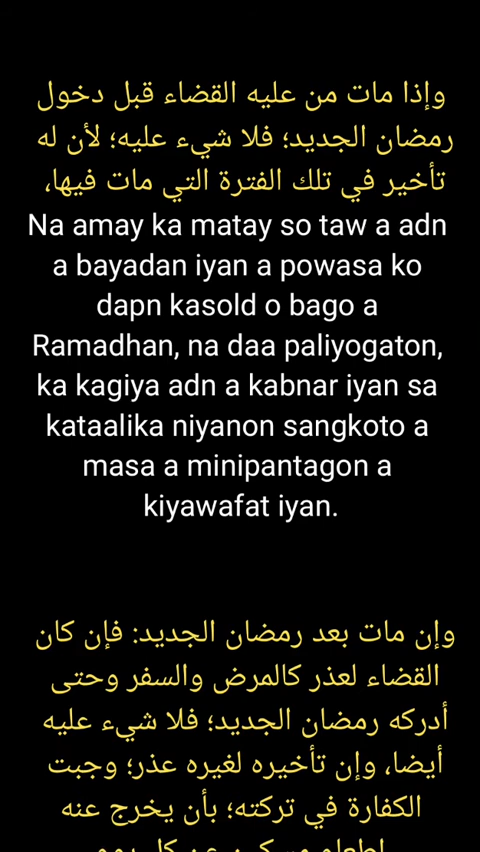 وإذا مات من عليه القضاء قبل دخول
رمضان الجديد؛ فلا شيء عليه؛ لأن له
تأخير في تلك الفترة التي مات فيها،
Na amay ka matay so taw a adn
a bayadan iyan a powasa ko
dapn kasold o bago a
Ramadhan, na daa paliyogaton,
ka kagiya adn a kabnar iyan sa
kataalika niyanon sangkoto a
masa a minipantagon a
kiyawafat iyan.
وإن مات بعد رمضان الجديد: فإن كان
القضاء لعذر كالمرض والسفر وحتى
أدركه رمضان الجديد؛ فلا شيء عليه
أيضا، وإن تأخيره لغيره عذر؛ وجبت
الكفارة في تركته؛ بأن يخرج عنه